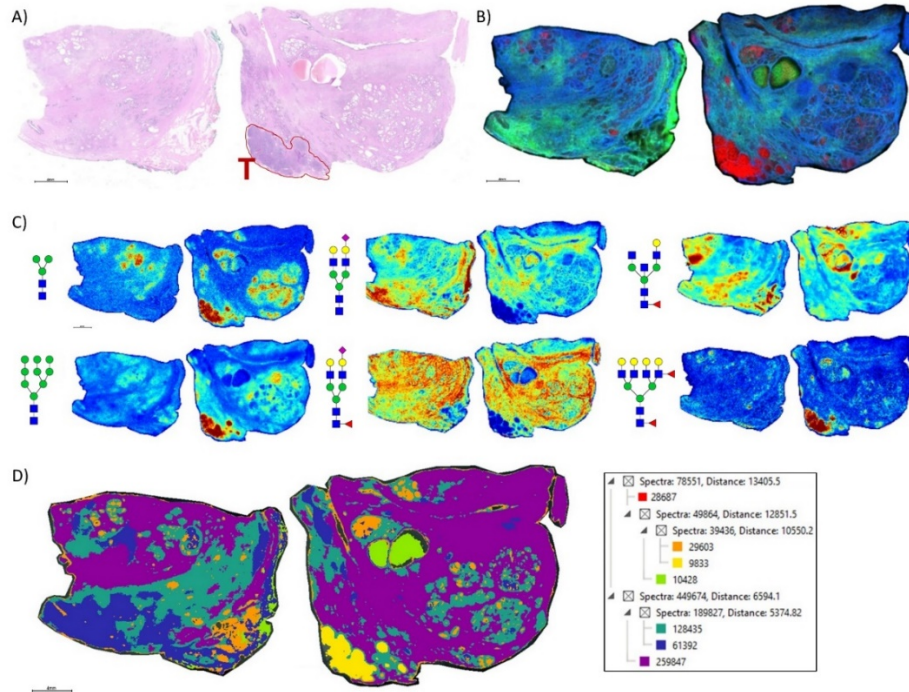 A)
B)
T
C)
D)
Spectra: 78551, Distance: 13405.5
28687
Spectra: 49864, Distance: 12851.5
Spectra: 39436, Distance: 10550.2
29603
9833
10428
Spectra: 449674, Distance: 6594.1
Spectra: 189827, Distance: 5374.82
128435
61392
259847
4mm